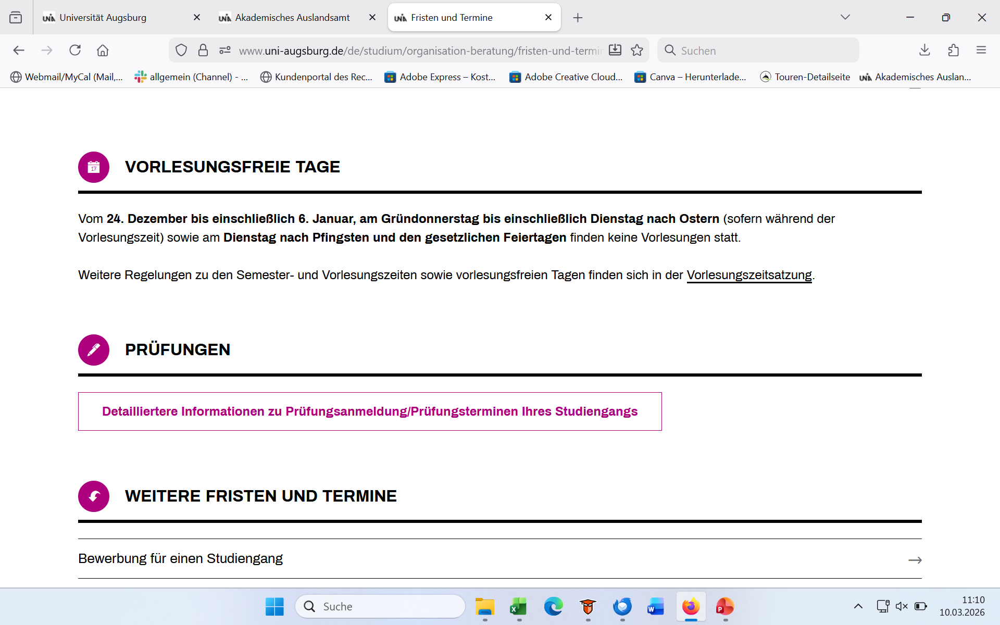 Universität Augsburg
Akademisches Auslandsamt
Fristen und Termine
www.uni-augsburg.de/de/studium/organisation-beratung/fristen-und-termi
Suchen
Webmail/MyCal (Mail,...
allgemein (Channel) - ...
Kundenportal des Rec...
Adobe Express – Kost...
Adobe Creative Cloud...
Canva – Herunterlade...
Touren-Detailseite
Akademisches Auslan...
17
VORLESUNGSFREIE TAGE
Vom 24. Dezember bis einschließlich 6. Januar, am Gründonnerstag bis einschließlich Dienstag nach Ostern (sofern während der
Vorlesungszeit) sowie am Dienstag nach Pfingsten und den gesetzlichen Feiertagen finden keine Vorlesungen statt.
Weitere Regelungen zu den Semester- und Vorlesungszeiten sowie vorlesungsfreien Tagen finden sich in der Vorlesungszeitsatzung.
PRÜFUNGEN
Detailliertere Informationen zu Prüfungsanmeldung/Prüfungsterminen Ihres Studiengangs
WEITERE FRISTEN UND TERMINE
Bewerbung für einen Studiengang
Suche
11:10
10.03.2026